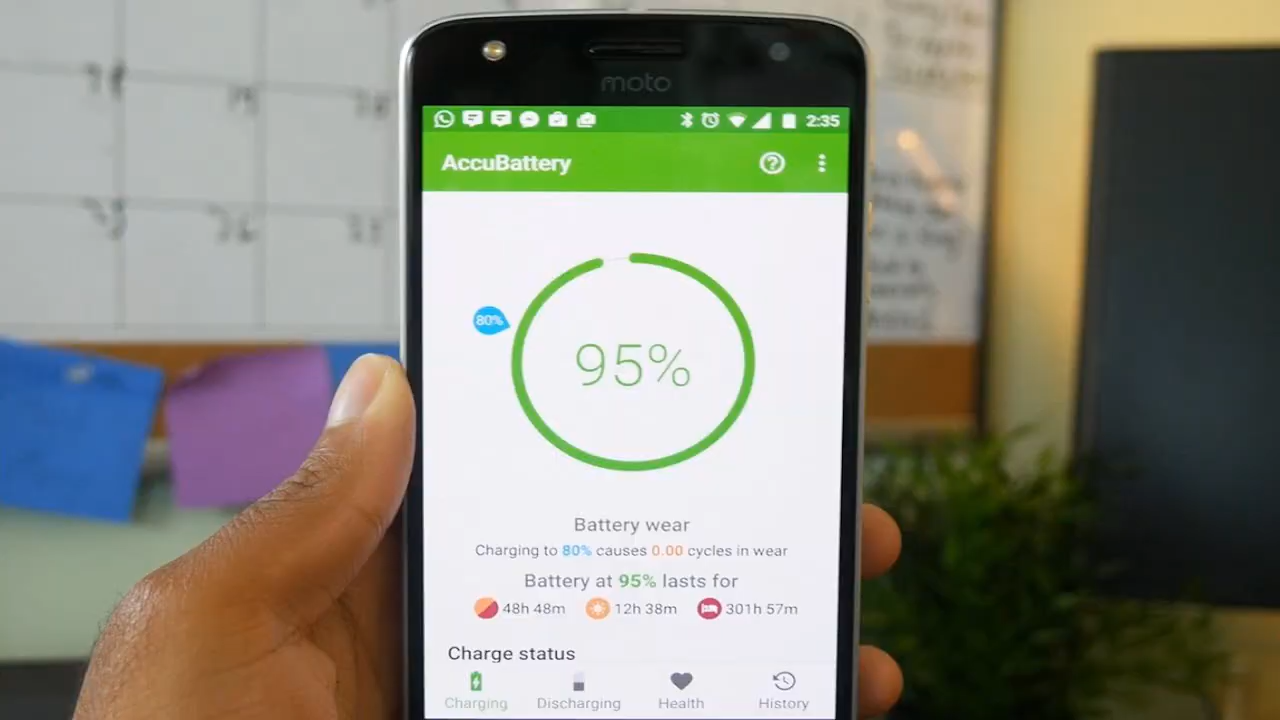 moto
2:35
AccuBattery
80%
95%
Battery wear
Charging to 80% causes 0.00 cycles in wear
Battery at 95% lasts for
48h 48m 12h 38m 301h 57m
Charge status
Charging Discharging Health History